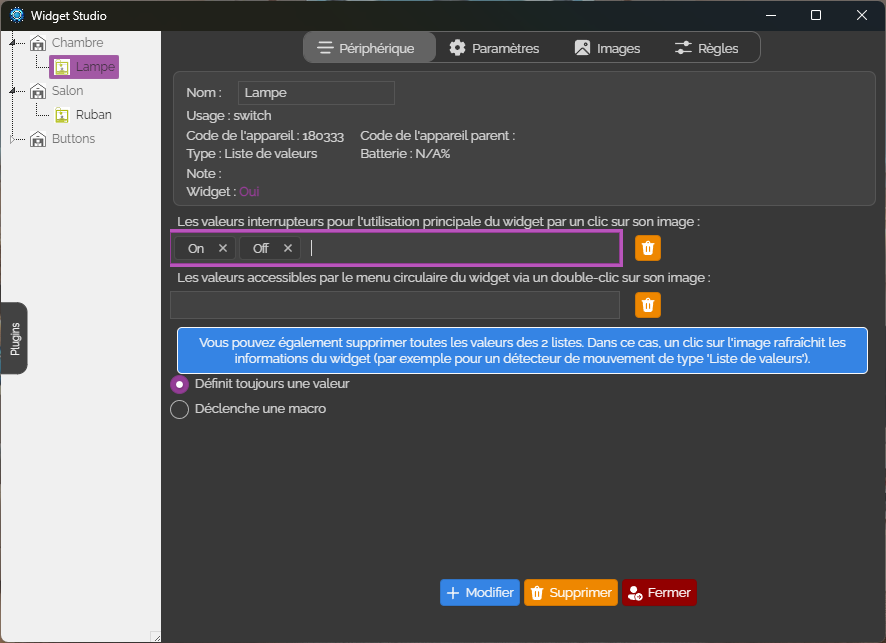 Widget Studio
Chambre
Lampe
Salon
Ruban
Buttons
Plugins
Périphérique
Paramètres
Images
Règles
Nom : Lampe
Usage : switch
Code de l'appareil : 180333 Code de l'appareil parent :
Type : Liste de valeurs Batterie : N/A%
Note :
Widget : Oui
Les valeurs interrupteurs pour l'utilisation principale du widget par un clic sur son image :
On × Off ×
Les valeurs accessibles par le menu circulaire du widget via un double-clic sur son image :
Vous pouvez également supprimer toutes les valeurs des 2 listes. Dans ce cas, un clic sur l'image rafraîchit les
informations du widget (par exemple pour un détecteur de mouvement de type 'Liste de valeurs').
Définit toujours une valeur
Déclenche une macro
Modifier
Supprimer
Fermer